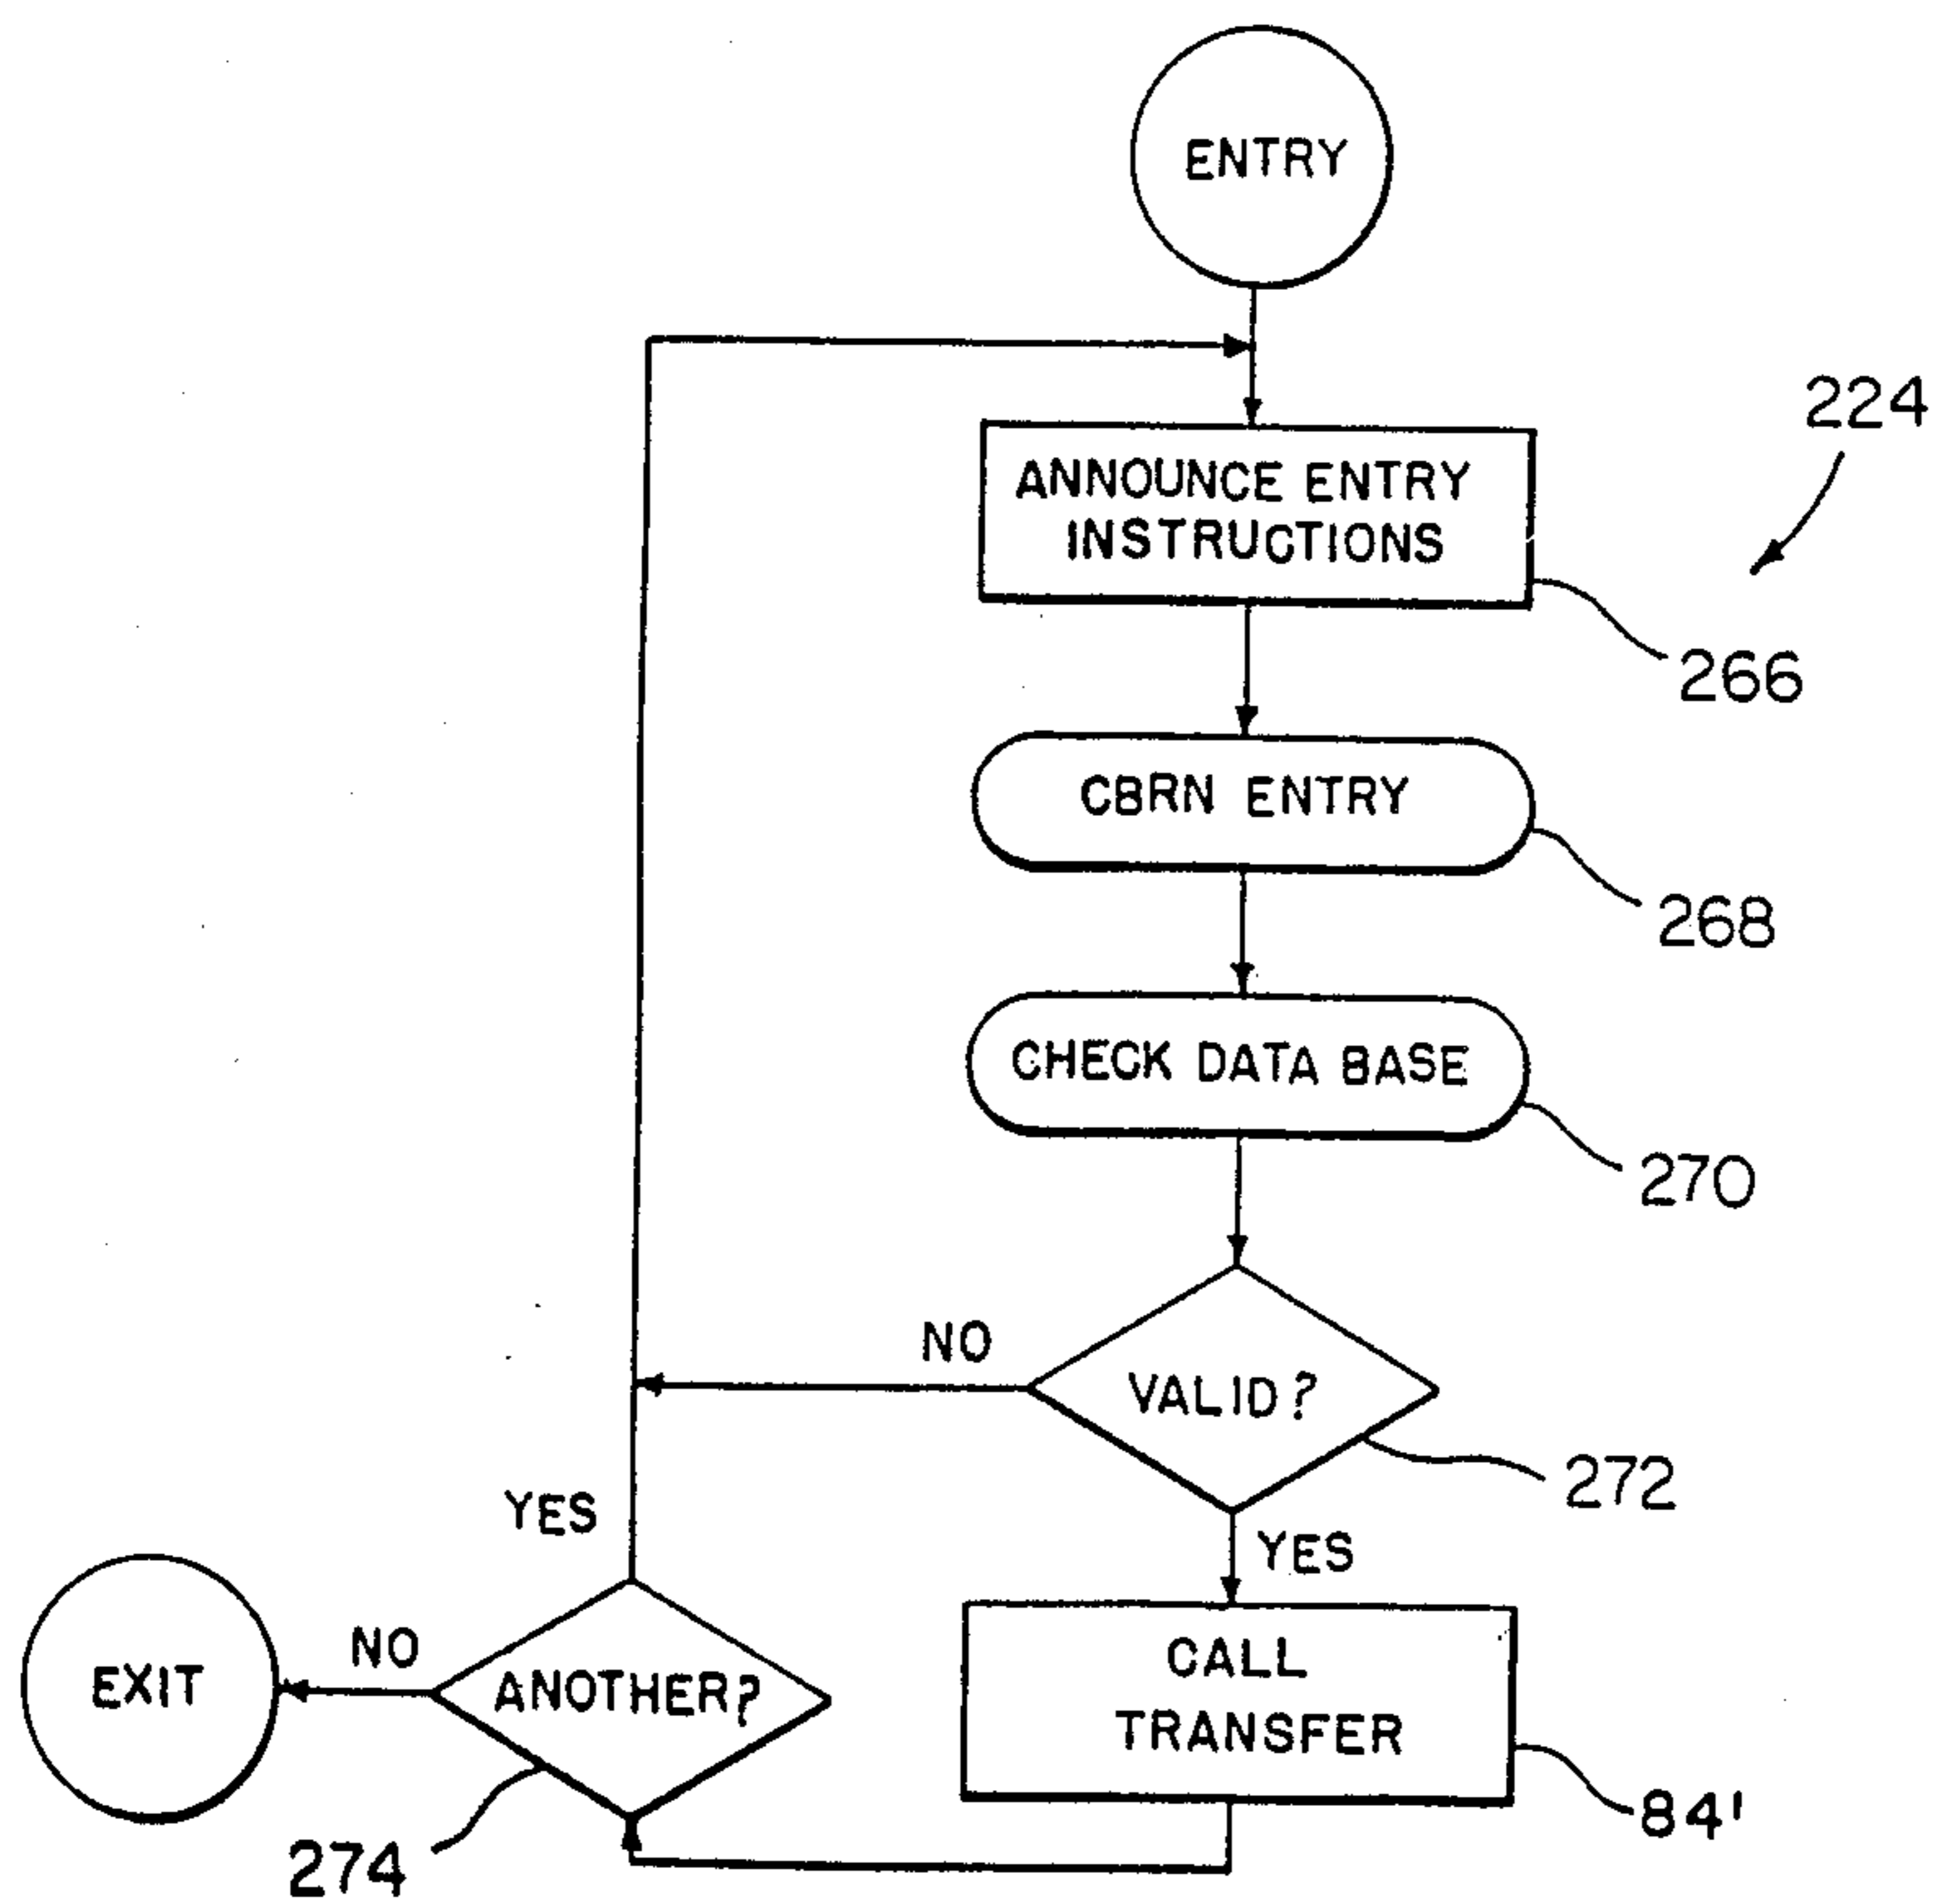 ENTRY
224
ANNOUNCE ENTRY
INSTRUCTIONS
266
CBRN ENTRY
268
CHECK DATA BASE
270
NO
VALID?
272
YES
YES
CALL
TRANSFER
84'
NO
ANOTHER?
EXIT
274